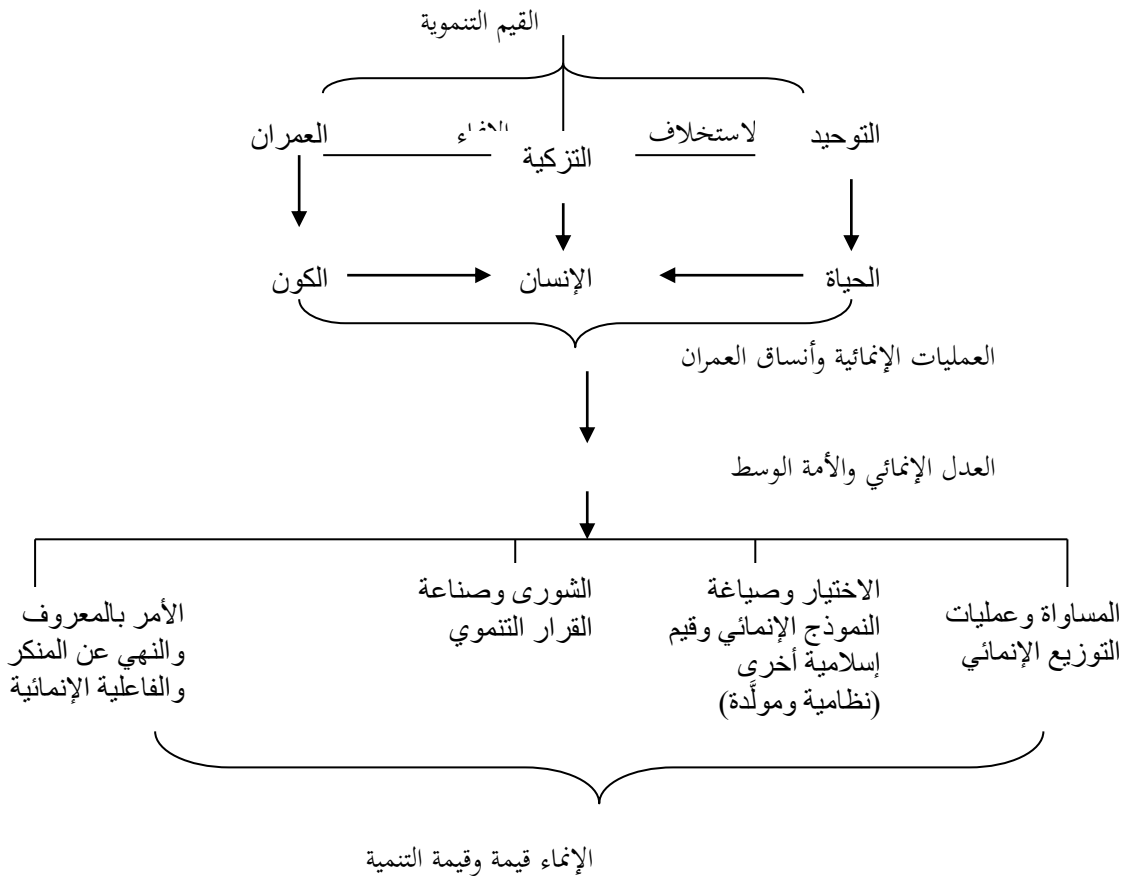 القيم التنموية
التوحيد
لاستخلاف
التزكية
العمران
الحياة
الإنسان
الكون
العمليات الإنمائية وأنساق العمران
العدل الإنمائي والأمة الوسط
المساواة وعمليات
التوزيع الإنمائي
الاختيار وصياغة
النموذج الإنمائي وقيم
إسلامية أخرى
(نظامية ومولَّدة)
الشورى وصناعة
القرار التنموي
الأمر بالمعروف
والنهي عن المنكر
والفاعلية الإنمائية
الإنماء قيمة وقيمة التنمية